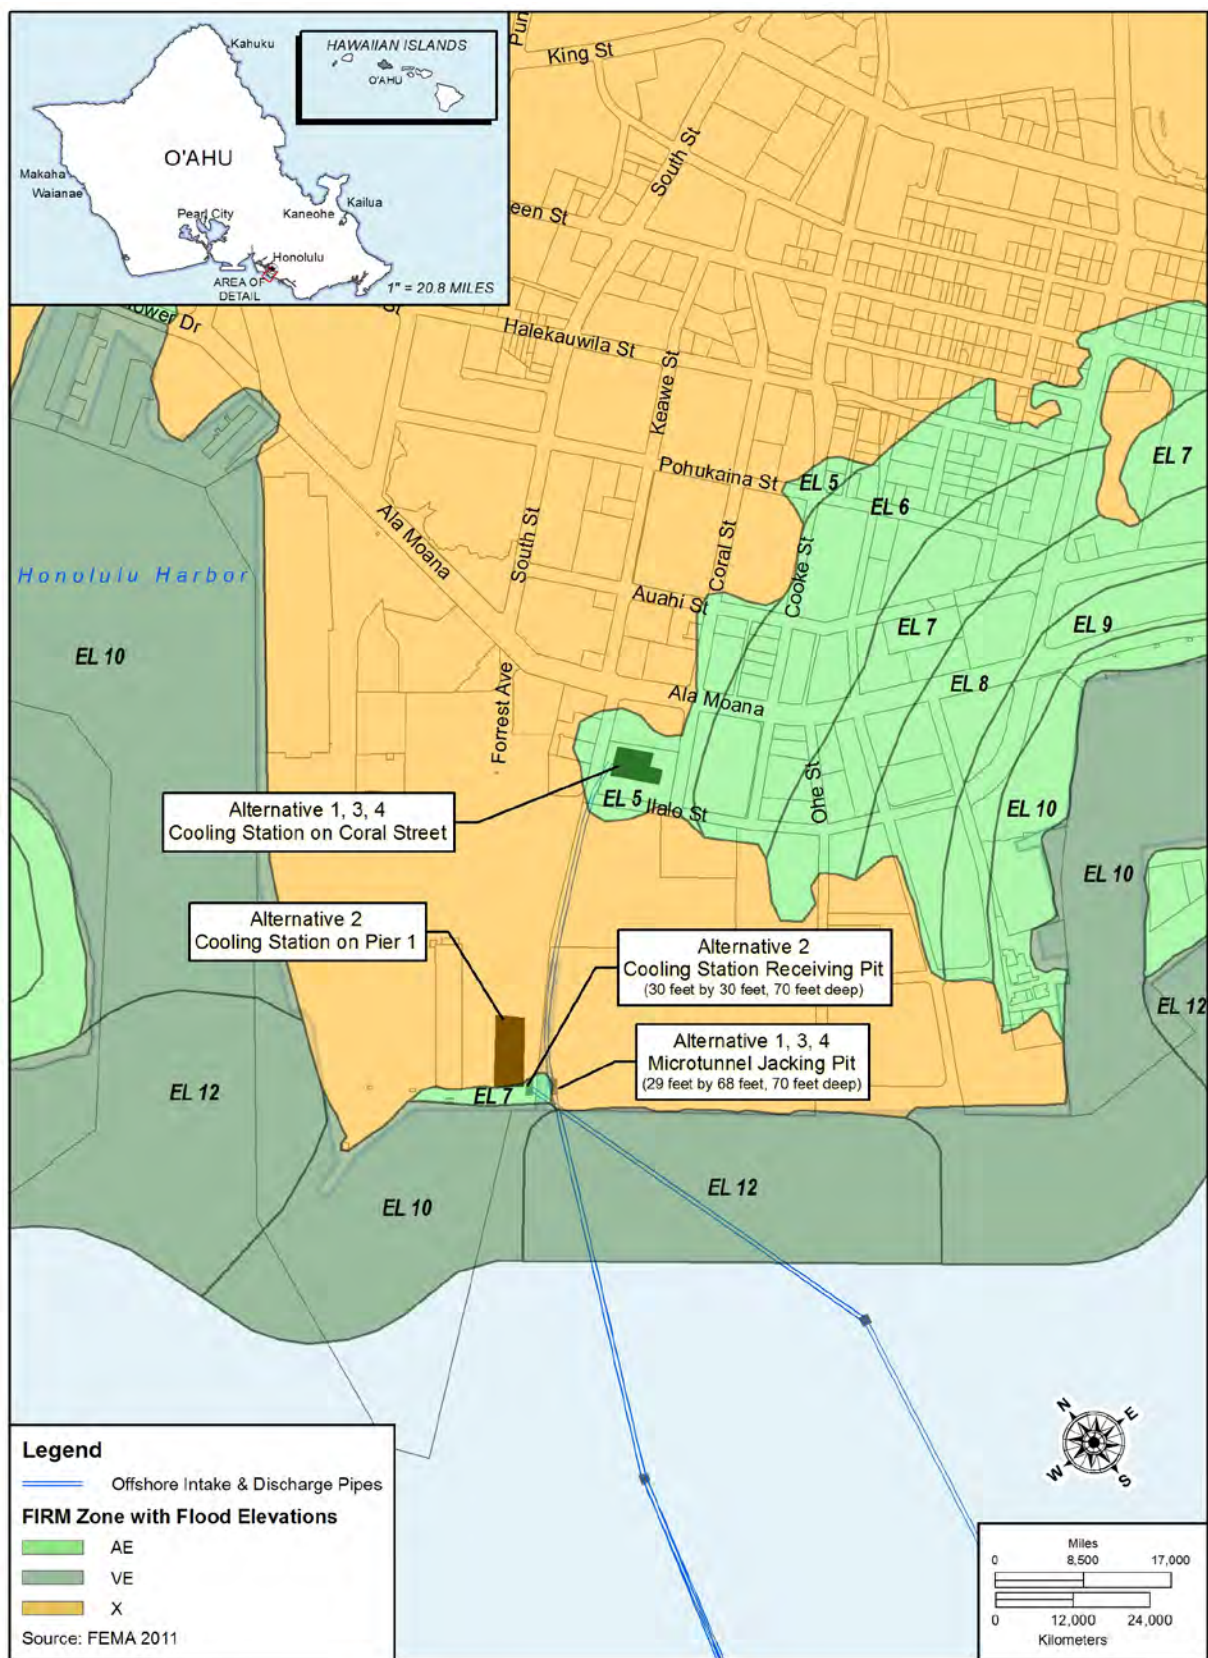 Kahuku
HAWAIIAN ISLANDS
O'AHU
O'AHU
Makaha
Waianae
Pearl City
Kaneohe
Kailua
Honolulu
AREA OF
DETAIL
1" = 20.8 MILES
King St
South St
een St
ower Dr
St
Halekauwila St
Keawe St
Pohukaina St
EL 5
EL 6
EL 7
Ala Moana
South St
Coral St
Cooke St
Honolulu Harbor
Auahi St
EL 7
EL 9
EL 10
Forrest Ave
Ala Moana
EL 8
Alternative 1, 3, 4
Cooling Station on Coral Street
EL 5
Ilalo St
Ohe St
EL 10
EL 10
Alternative 2
Cooling Station on Pier 1
Alternative 2
Cooling Station Receiving Pit
(30 feet by 30 feet, 70 feet deep)
EL 12
Alternative 1, 3, 4
Microtunnel Jacking Pit
(29 feet by 68 feet, 70 feet deep)
EL 12
EL 7
EL 10
EL 12
Legend
Offshore Intake & Discharge Pipes
FIRM Zone with Flood Elevations
AE
VE
X
Source: FEMA 2011
N
E
W
S
Miles
0 8,500 17,000
0 12,000 24,000
Kilometers